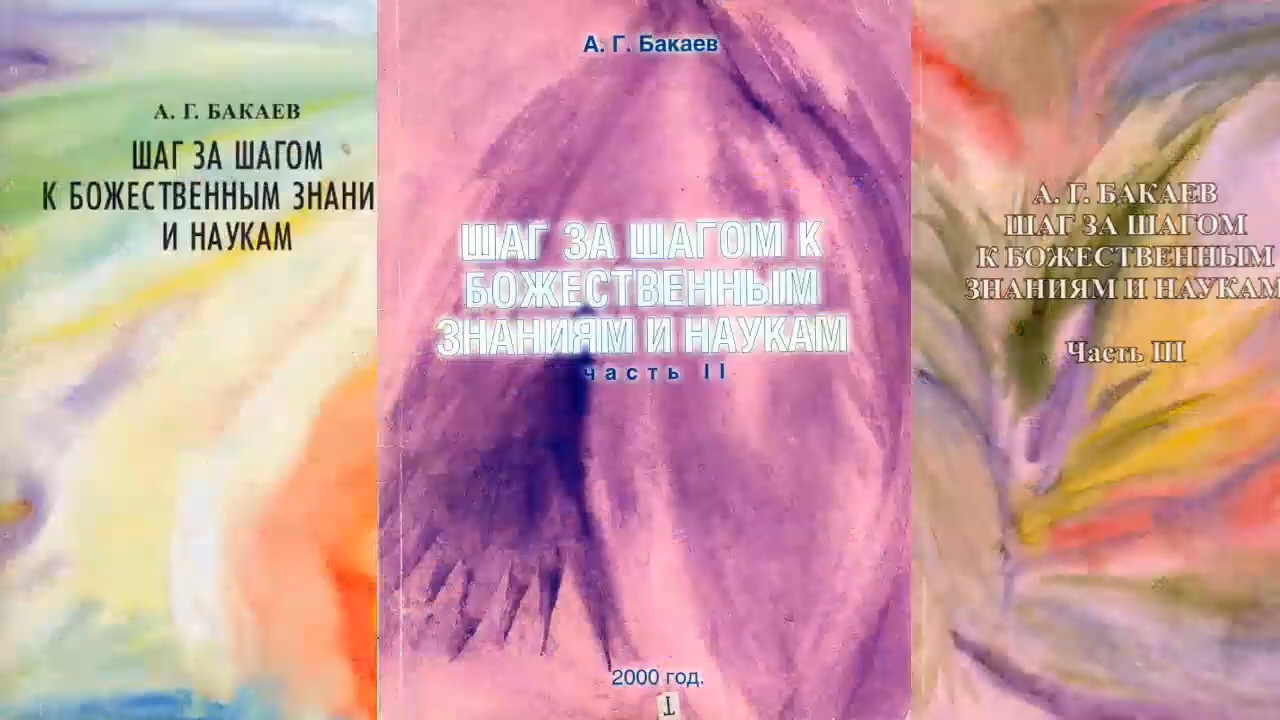 А. Г. БАКАЕВ
ШАГ ЗА ШАГОМ
К БОЖЕСТВЕННЫМ ЗНАНИ
И НАУКАМ
А. Г. Бакаев
ШАГ ЗА ШАГОМ К
БОЖЕСТВЕННЫМ
ЗНАНИЯМ И НАУКАМ
часть II
2000 год.
А. Г. БАКАЕВ
ШАГ ЗА ШАГОМ
К БОЖЕСТВЕННЫМ
ЗНАНИЯМ И НАУКАМ
Часть III